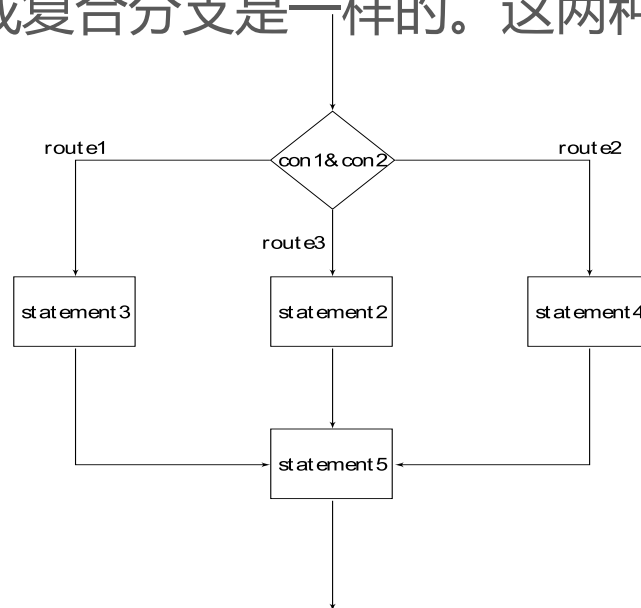 或复合分支是一样的。这两种
route1
con1&con2
route2
route3
statement3
statement2
statement4
statement5